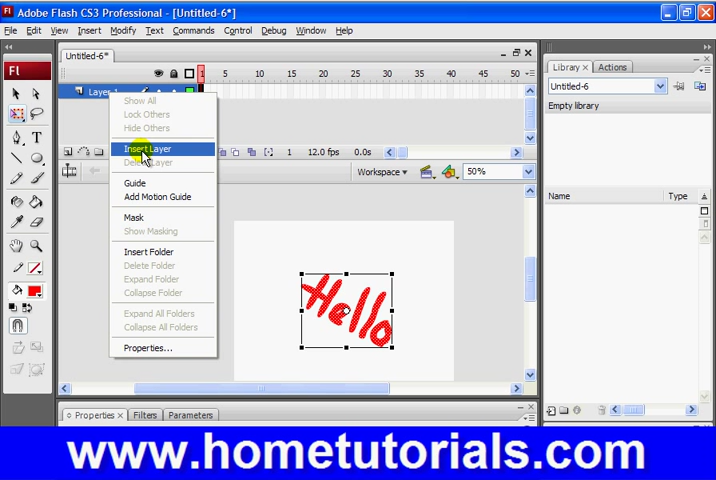 Adobe Flash CS3 Professional - [Untitled-6*]
File Edit View Insert Modify Text Commands Control Debug Window Help
Untitled-6*
1 5 10 15 20 25 30 35 40 45 50
Layer 1
Show All
Lock Others
Hide Others
Insert Layer
Delete Layer
Guide
Add Motion Guide
Mask
Show Masking
Insert Folder
Delete Folder
Expand Folder
Collapse Folder
Expand All Folders
Collapse All Folders
Properties...
1 12.0 fps 0.0s
Workspace 50%
Hello
Fl
Library Actions
Untitled-6
Empty library
Name Type
Properties Filters Parameters
www.hometutorials.com